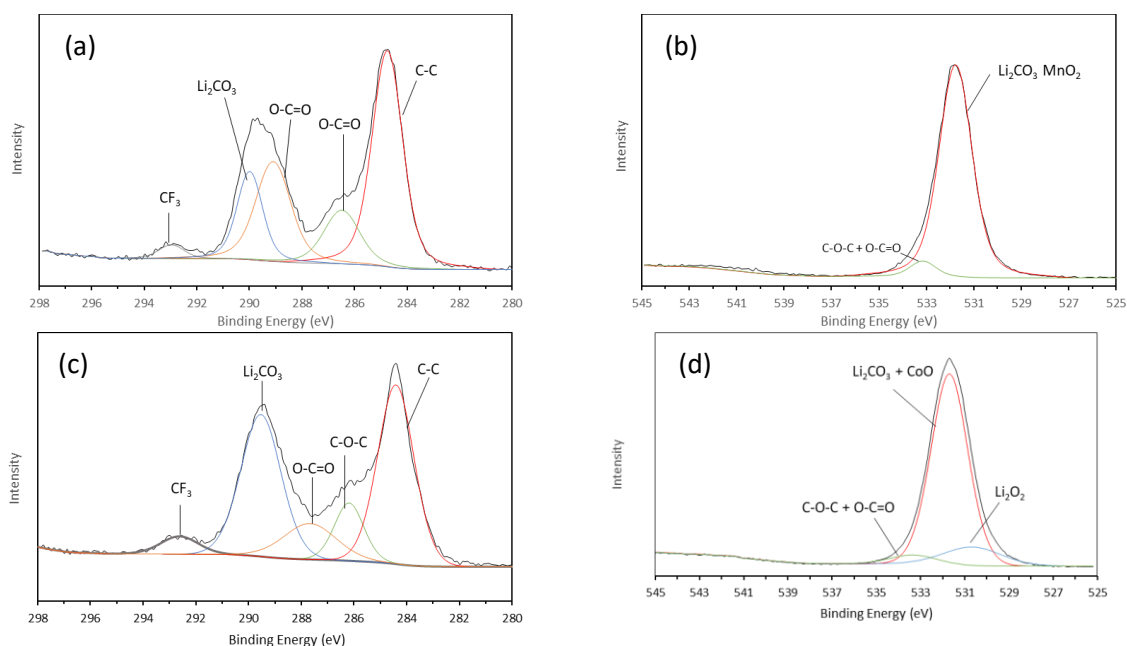 (a)
Li₂CO₃
O-C=O
O-C=O
C-C
CF₃
Intensity
298 296 294 292 290 288 286 284 282 280
Binding Energy (eV)
(b)
Li₂CO₃ MnO₂
C-O-C + O-C=O
Intensity
545 543 541 539 537 535 533 531 529 527 525
Binding Energy (eV)
(c)
Li₂CO₃
C-C
C-O-C
O-C=O
CF₃
Intensity
298 296 294 292 290 288 286 284 282 280
Binding Energy (eV)
(d)
Li₂CO₃ + CoO
Li₂O₂
C-O-C + O-C=O
Intensity
545 543 541 539 537 535 533 531 529 527 525
Binding Energy (eV)